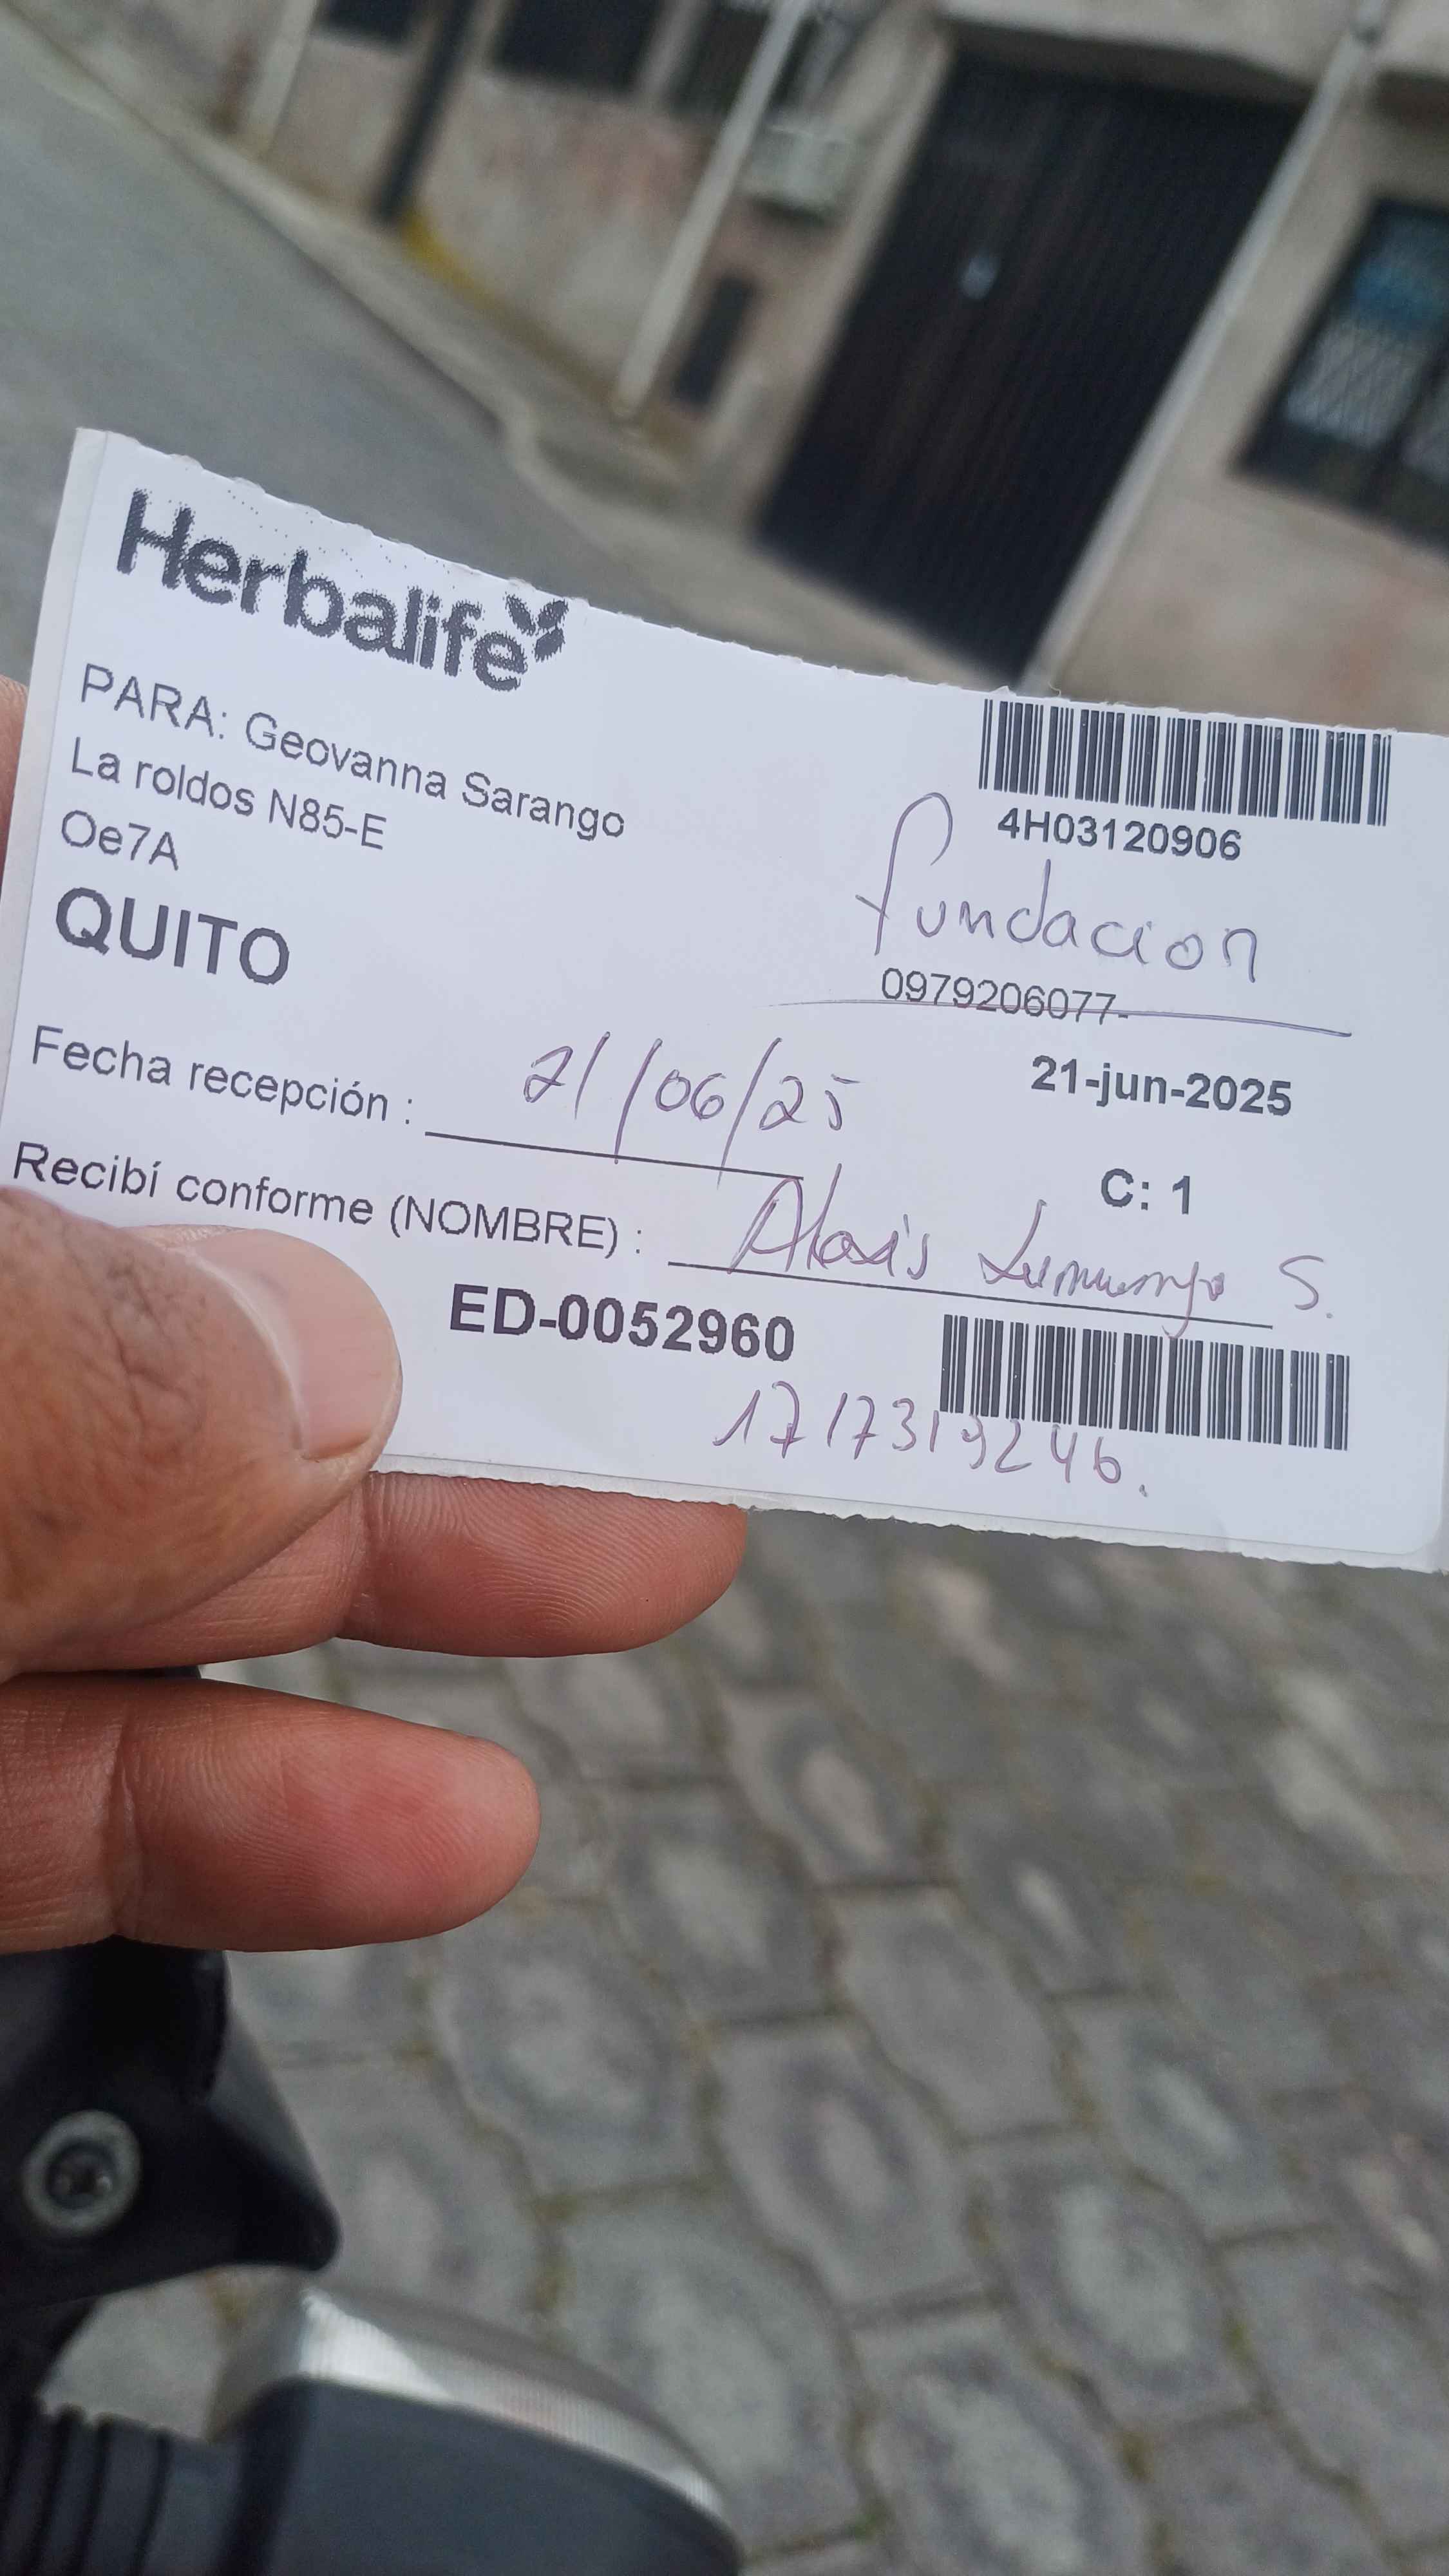 Herbalife
PARA: Geovanna Sarango
La roldos N85-E
Oe7A
QUITO
4H03120906
fundacion
0979206077-
21-jun-2025
Fecha recepción : 21/06/25
C: 1
Recibí conforme (NOMBRE) : Alexis S.
ED-0052960
1717319246.